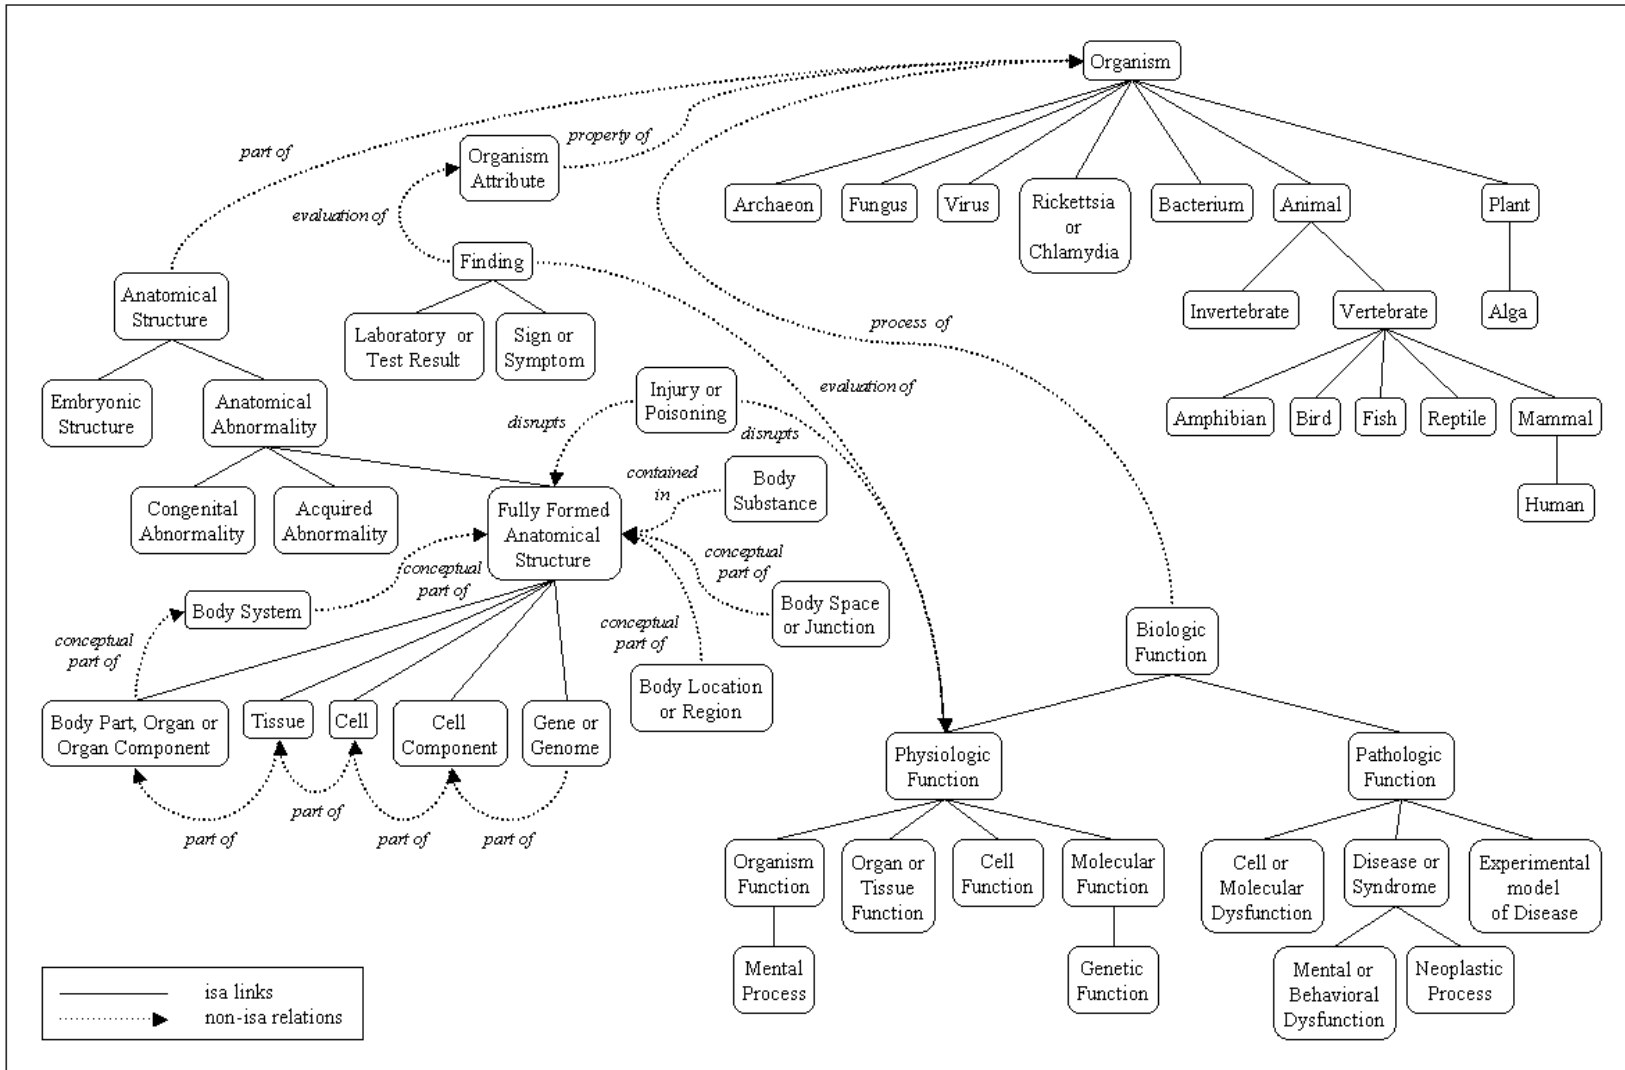 Organism
part of
property of
Organism
Attribute
evaluation of
Archaeon
Fungus
Virus
Rickettsia
or
Chlamydia
Bacterium
Animal
Plant
Finding
Anatomical
Structure
Laboratory or
Test Result
Sign or
Symptom
process of
Invertebrate
Vertebrate
Alga
Embryonic
Structure
Anatomical
Abnormality
disrupts
Injury or
Poisoning
disrupts
evaluation of
Amphibian
Bird
Fish
Reptile
Mammal
Human
Congenital
Abnormality
Acquired
Abnormality
Fully Formed
Anatomical
Structure
contained
in
Body
Substance
conceptual
part of
conceptual
part of
Body System
Body Space
or Junction
conceptual
part of
conceptual
part of
Body Location
or Region
Biologic
Function
Body Part, Organ or
Organ Component
Tissue
Cell
Cell
Component
Gene or
Genome
part of
part of
part of
part of
Physiologic
Function
Pathologic
Function
Organism
Function
Organ or
Tissue
Function
Cell
Function
Molecular
Function
Cell or
Molecular
Dysfunction
Disease or
Syndrome
Experimental
model
of Disease
Mental
Process
Genetic
Function
Mental or
Behavioral
Dysfunction
Neoplastic
Process
isa links
non-isa relations